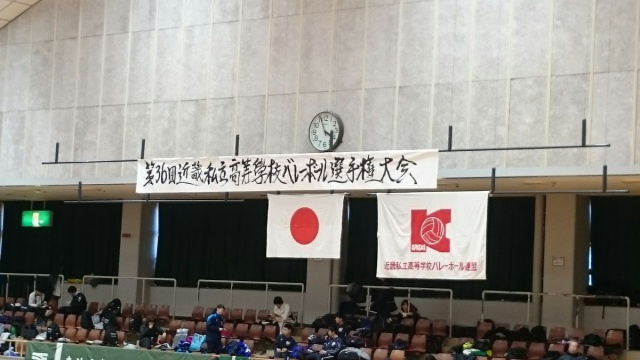 第36回近畿私立高等学校バレーボール選手権大会
近畿私立高等学校バレーボール連盟